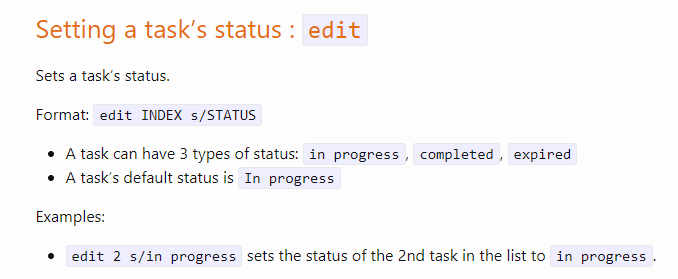 Setting a task's status : edit
Sets a task's status.
Format: edit INDEX s/STATUS
• A task can have 3 types of status: in progress, completed, expired
• A task's default status is In progress
Examples:
• edit 2 s/in progress sets the status of the 2nd task in the list to in progress.